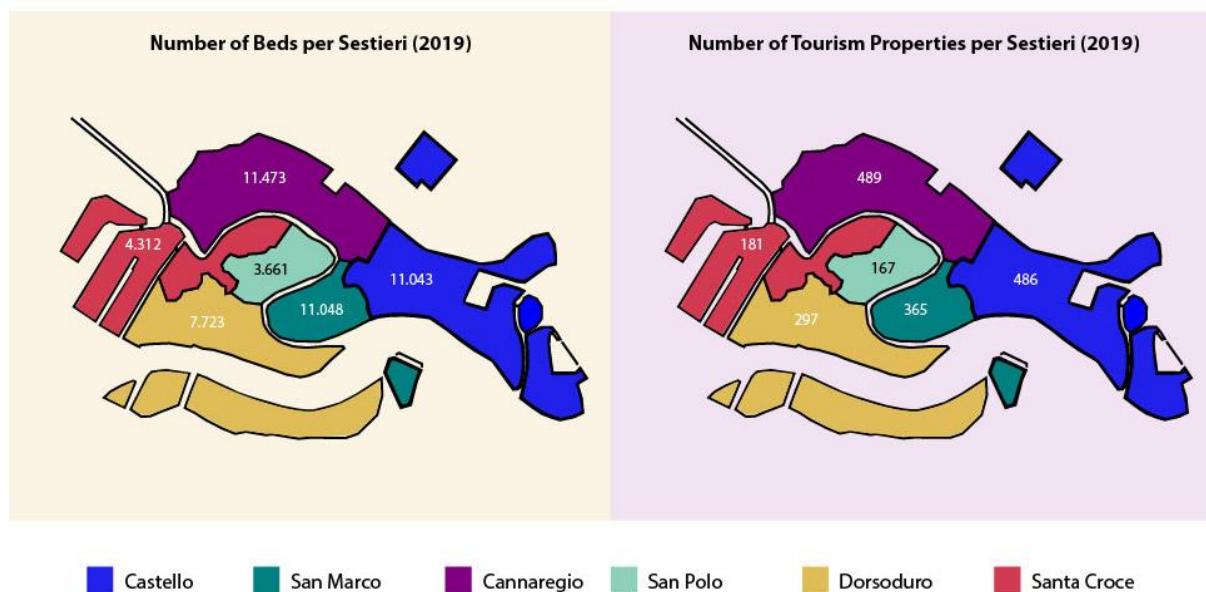 Number of Beds per Sestieri (2019)
11.473
4.312
3.661
11.043
11.048
7.723
Number of Tourism Properties per Sestieri (2019)
489
181
167
486
365
297
Castello
San Marco
Cannaregio
San Polo
Dorsoduro
Santa Croce